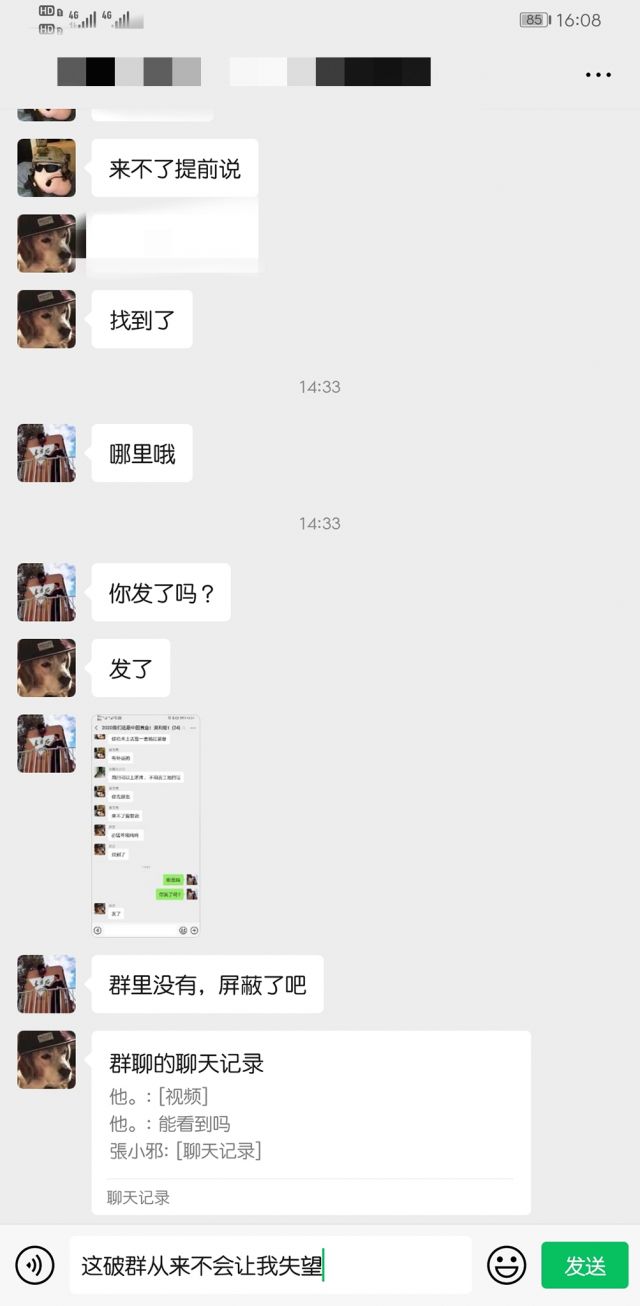 HD 1 4G 4G 85 16:08
HD 2
来不了提前说
找到了
14:33
哪里哦
14:33
你发了吗？
发了
群里没有，屏蔽了吧
群聊的聊天记录
他。: [视频]
他。: 能看到吗
張小邪: [聊天记录]
聊天记录
这破群从来不会让我失望
发送